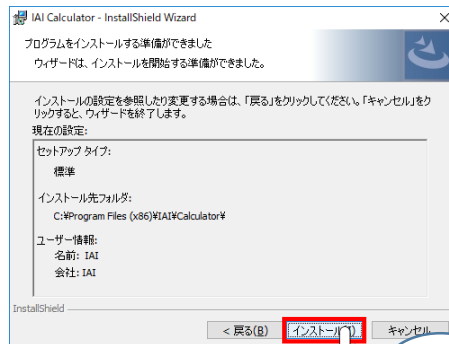 IAI Calculator - InstallShield Wizard
プログラムをインストールする準備ができました
ウィザードは、インストールを開始する準備ができました。
インストールの設定を参照したり変更する場合は、「戻る」をクリックしてください。「キャンセル」をク
リックすると、ウィザードを終了します。
現在の設定:
セットアップ タイプ:
標準
インストール先フォルダ:
C:¥Program Files (x86)¥IAI¥Calculator¥
ユーザー情報:
名前: IAI
会社: IAI
InstallShield
< 戻る(B) インストール(I) キャンセル